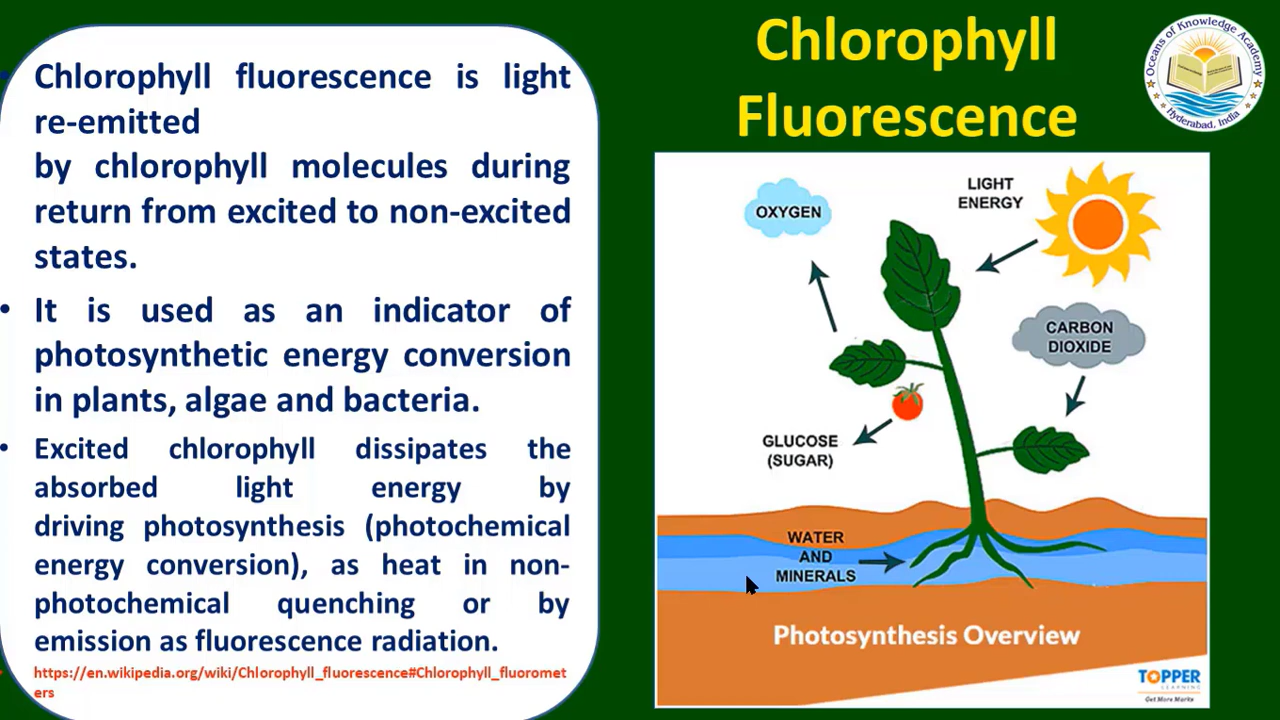 Chlorophyll
Fluorescence
Oceans of Knowledge Academy
Hyderabad, India
• Chlorophyll fluorescence is light
re-emitted
by chlorophyll molecules during
return from excited to non-excited
states.
• It is used as an indicator of
photosynthetic energy conversion
in plants, algae and bacteria.
• Excited chlorophyll dissipates the
absorbed light energy by
driving photosynthesis (photochemical
energy conversion), as heat in non-
photochemical quenching or by
emission as fluorescence radiation.
• https://en.wikipedia.org/wiki/Chlorophyll_fluorescence#Chlorophyll_fluoromet
ers
OXYGEN
LIGHT
ENERGY
CARBON
DIOXIDE
GLUCOSE
(SUGAR)
WATER
AND
MINERALS
Photosynthesis Overview
TOPPER
LEARNING
Get More Marks